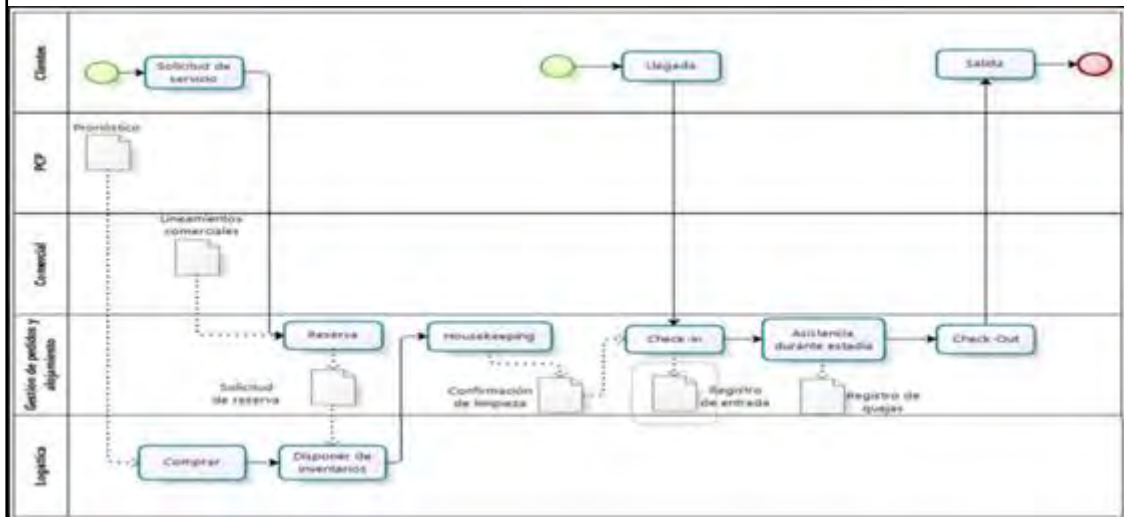 Clientes
Solicitud de
servicio
Llegada
Salida
PCP
Pronóstico
Comercial
Lineamientos
comerciales
Gestión de pedidos y
alojamiento
Reserva
Housekeeping
Check-in
Asistencia
durante estadía
Check-Out
Solicitud
de reserva
Confirmación
de limpieza
Registro
de entrada
Registro de
quejas
Logística
Comprar
Disponer de
inventarios